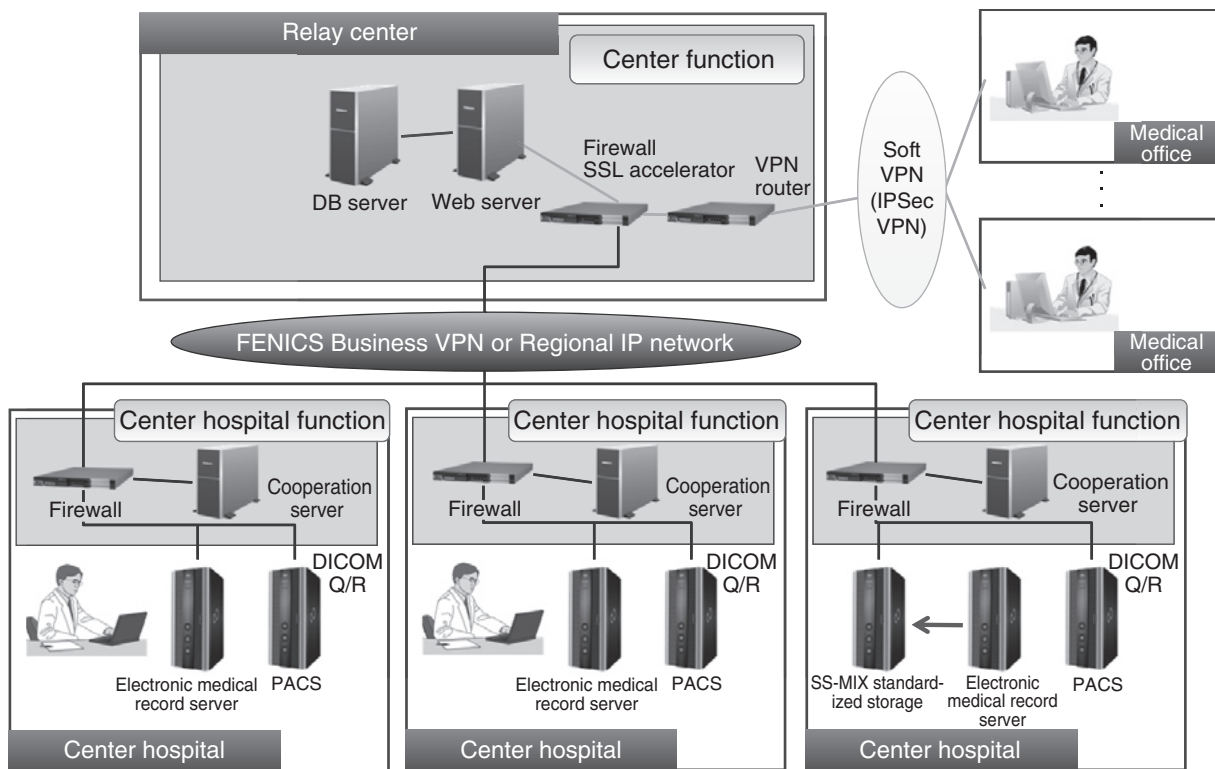 Relay center
Center function
DB server
Web server
Firewall
SSL accelerator
VPN
router
Soft
VPN
(IPSec
VPN)
Medical
office
Medical
office
FENICS Business VPN or Regional IP network
Center hospital function
Firewall
Cooperation
server
DICOM
Q/R
Electronic medical
record server
PACS
Center hospital
Center hospital function
Firewall
Cooperation
server
DICOM
Q/R
Electronic medical
record server
PACS
Center hospital
Center hospital function
Firewall
Cooperation
server
DICOM
Q/R
SS-MIX standard-
ized storage
Electronic
medical record
server
PACS
Center hospital